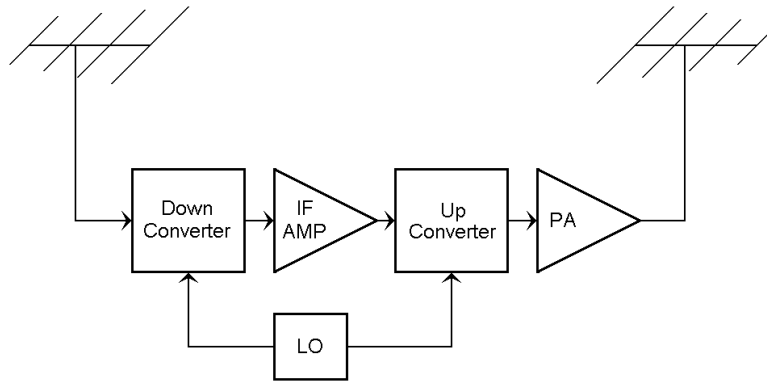 Down
Converter
IF
AMP
Up
Converter
PA
LO